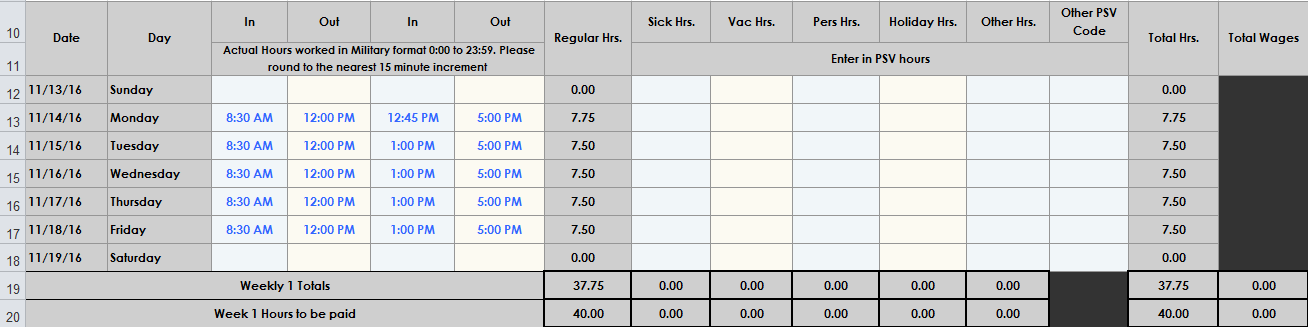 10 Date Day In Out In Out Regular Hrs. Sick Hrs. Vac Hrs. Pers Hrs. Holiday Hrs. Other Hrs. Other PSV Code Total Hrs. Total Wages
11 Actual Hours worked in Military format 0:00 to 23:59. Please
round to the nearest 15 minute increment Enter in PSV hours
12 11/13/16 Sunday 0.00 0.00
13 11/14/16 Monday 8:30 AM 12:00 PM 12:45 PM 5:00 PM 7.75 7.75
14 11/15/16 Tuesday 8:30 AM 12:00 PM 1:00 PM 5:00 PM 7.50 7.50
15 11/16/16 Wednesday 8:30 AM 12:00 PM 1:00 PM 5:00 PM 7.50 7.50
16 11/17/16 Thursday 8:30 AM 12:00 PM 1:00 PM 5:00 PM 7.50 7.50
17 11/18/16 Friday 8:30 AM 12:00 PM 1:00 PM 5:00 PM 7.50 7.50
18 11/19/16 Saturday 0.00 0.00
19 Weekly 1 Totals 37.75 0.00 0.00 0.00 0.00 0.00 37.75 0.00
20 Week 1 Hours to be paid 40.00 0.00 0.00 0.00 0.00 0.00 40.00 0.00